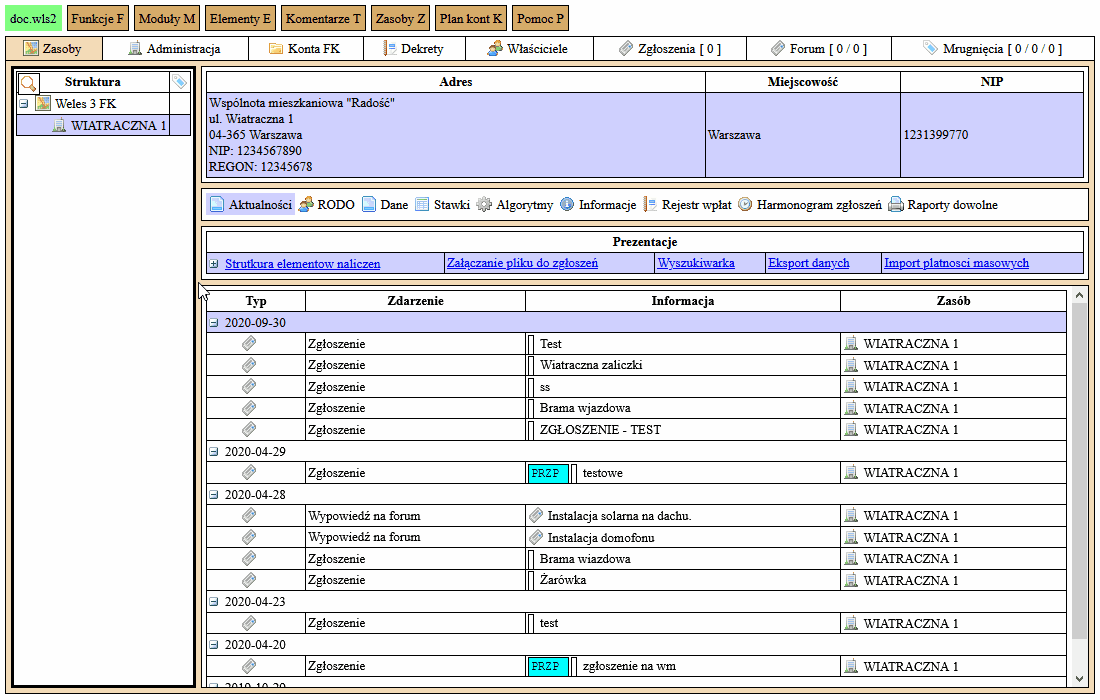 doc.wls2 Funkcje F Moduły M Elementy E Komentarze T Zasoby Z Plan kont K Pomoc P
Zasoby Administracja Konta FK Dekrety Właściciele Zgłoszenia [ 0 ] Forum [ 0 / 0 ] Mrugnięcia [ 0 / 0 / 0 ]
Struktura
Weles 3 FK
WIATRACZNA 1
Adres Miejscowość NIP
Wspólnota mieszkaniowa "Radość"
ul. Wiatraczna 1
04-365 Warszawa
NIP: 1234567890
REGON: 12345678
Warszawa
1231399770
Aktualności RODO Dane Stawki Algorytmy Informacje Rejestr wpłat Harmonogram zgłoszeń Raporty dowolne
Prezentacje
Strutkura elementow naliczen Załączanie pliku do zgłoszeń Wyszukiwarka Eksport danych Import platnosci masowych
Typ Zdarzenie Informacja Zasób
2020-09-30
Zgłoszenie Test WIATRACZNA 1
Zgłoszenie Wiatraczna zaliczki WIATRACZNA 1
Zgłoszenie ss WIATRACZNA 1
Zgłoszenie Brama wjazdowa WIATRACZNA 1
Zgłoszenie ZGŁOSZENIE - TEST WIATRACZNA 1
2020-04-29
Zgłoszenie PRZP testowe WIATRACZNA 1
2020-04-28
Wypowiedź na forum Instalacja solarna na dachu. WIATRACZNA 1
Wypowiedź na forum Instalacja domofonu WIATRACZNA 1
Zgłoszenie Brama wiazdowa WIATRACZNA 1
Zgłoszenie Żarówka WIATRACZNA 1
2020-04-23
Zgłoszenie test WIATRACZNA 1
2020-04-20
Zgłoszenie PRZP zgłoszenie na wm WIATRACZNA 1